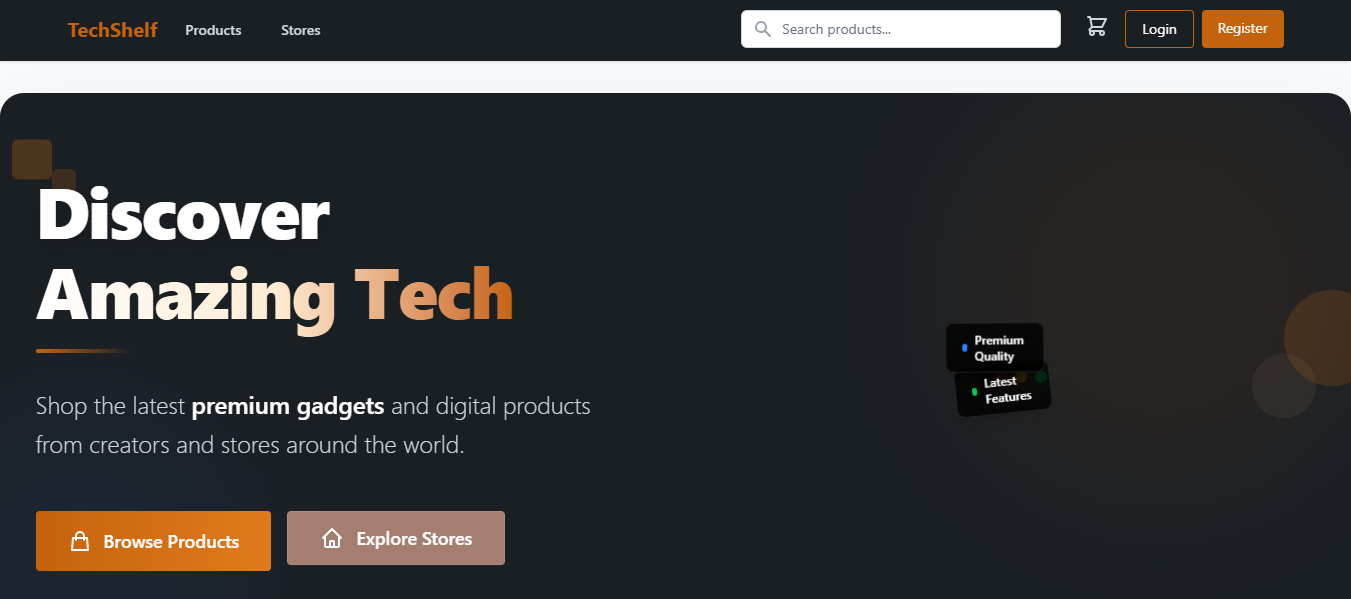 TechShelf
Products
Stores
Search products...
Login
Register
Discover
Amazing Tech
Premium
Quality
Latest
Features
Shop the latest premium gadgets and digital products
from creators and stores around the world.
Browse Products
Explore Stores